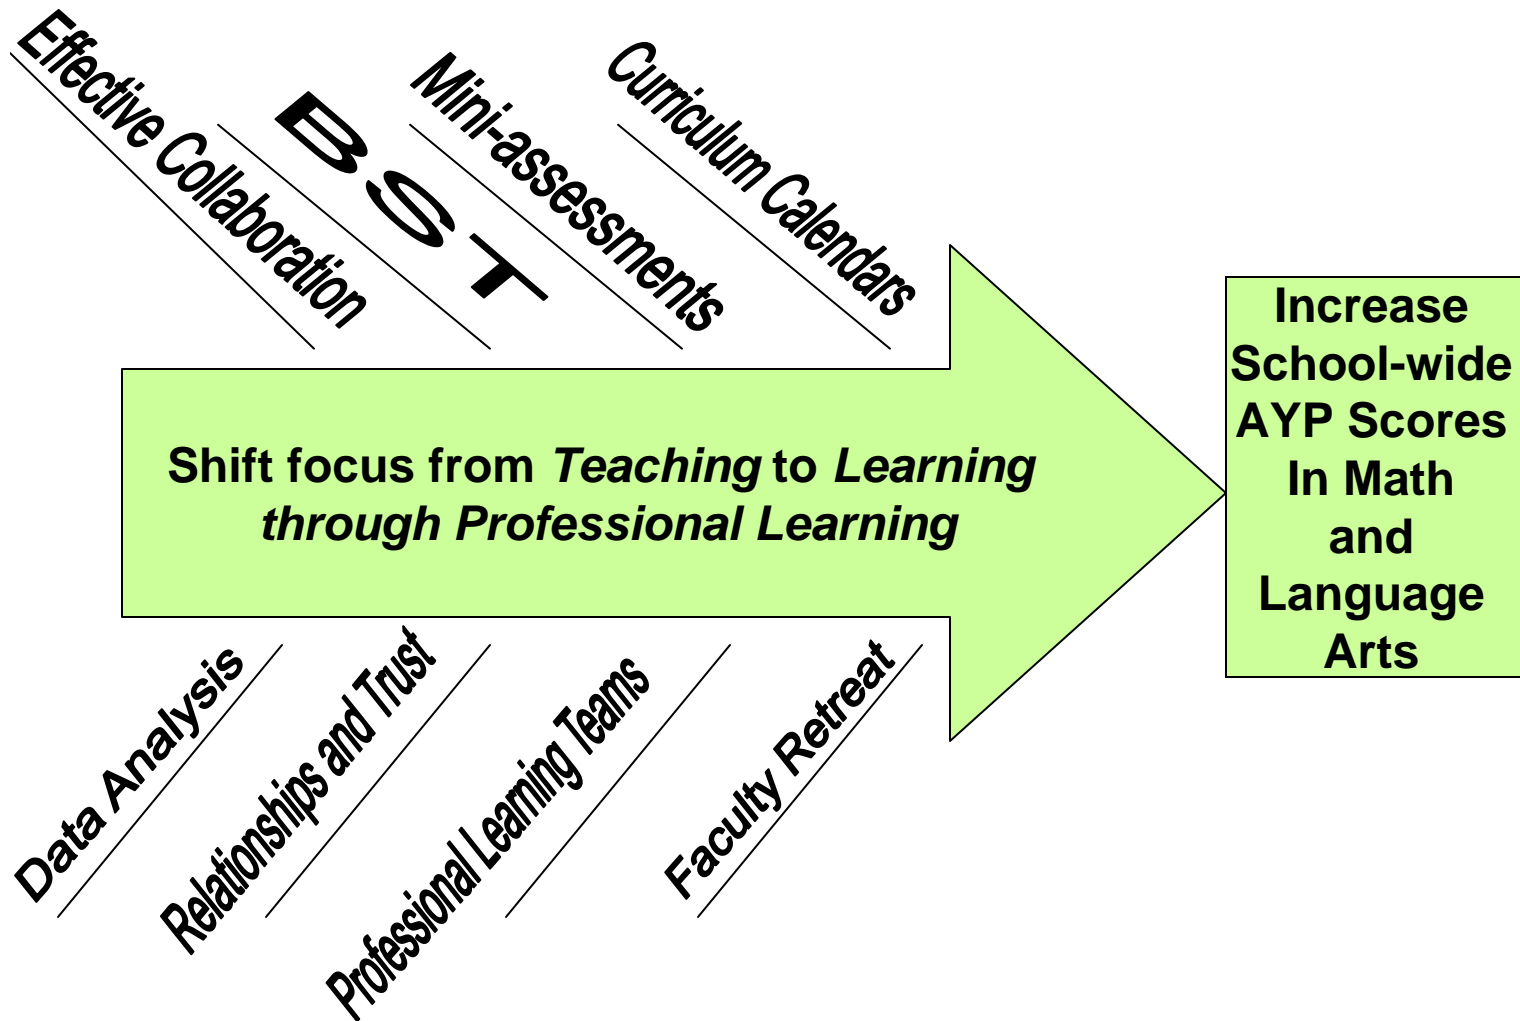 Effective Collaboration
BST
Mini-assessments
Curriculum Calendars
Shift focus from Teaching to Learning
through Professional Learning
Increase
School-wide
AYP Scores
In Math
and
Language
Arts
Data Analysis
Relationships and Trust
Professional Learning Teams
Faculty Retreat